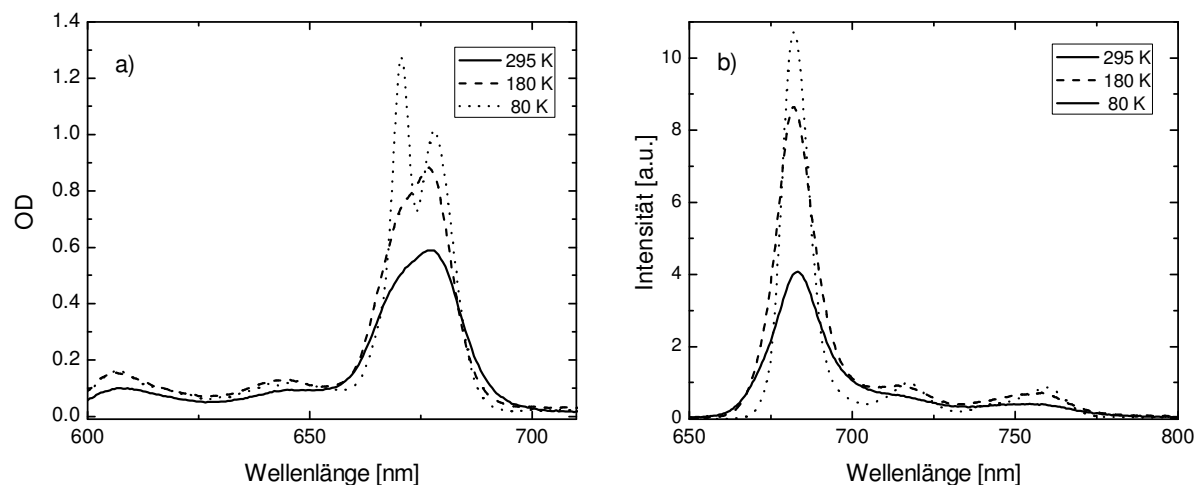 a)
295 K
180 K
80 K
1.4
1.2
1.0
0.8
0.6
0.4
0.2
0.0
OD
600
650
700
Wellenlänge [nm]
b)
295 K
180 K
80 K
10
8
6
4
2
0
Intensität [a.u.]
650
700
750
800
Wellenlänge [nm]